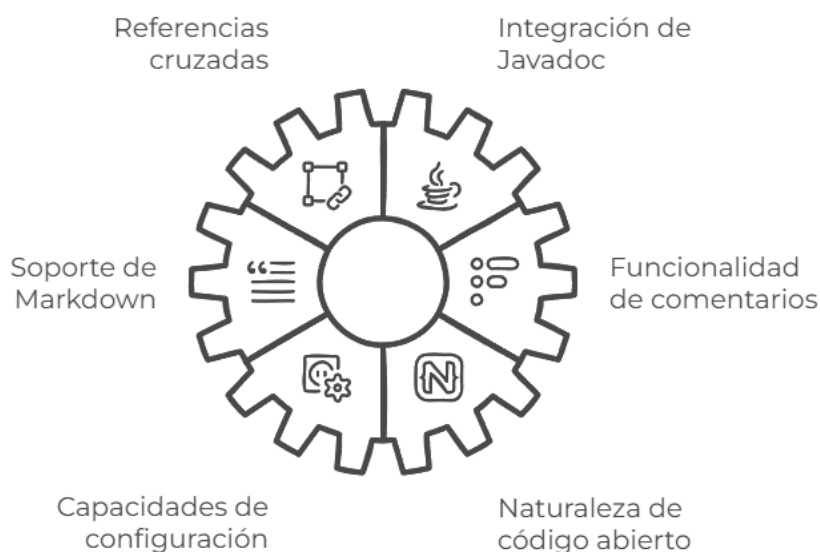 Referencias
cruzadas
Integración de
Javadoc
Soporte de
Markdown
Funcionalidad
de comentarios
Capacidades de
configuración
Naturaleza de
código abierto